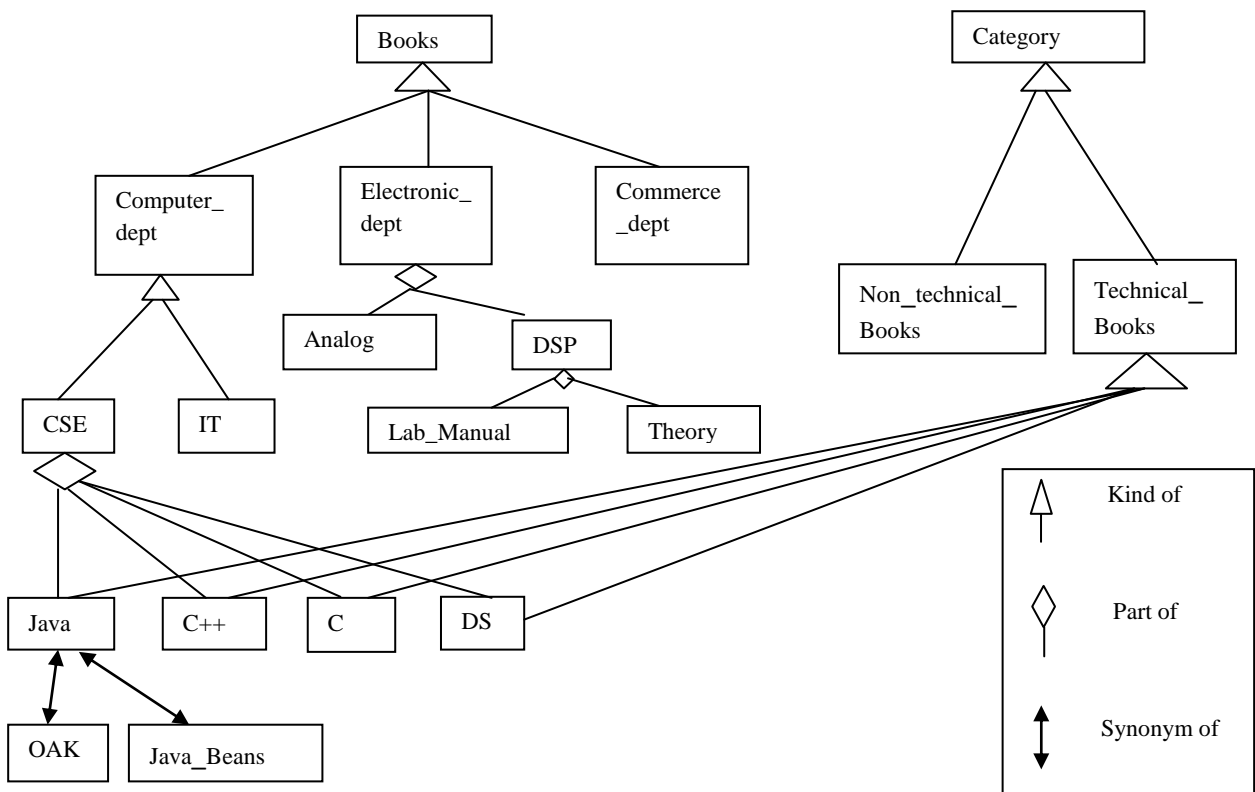 Books
Category
Computer_
dept
Electronic_
dept
Commerce
_dept
Non_technical_
Books
Technical_
Books
Analog
DSP
CSE
IT
Lab_Manual
Theory
Kind of
Part of
Synonym of
Java
C++
C
DS
OAK
Java_Beans